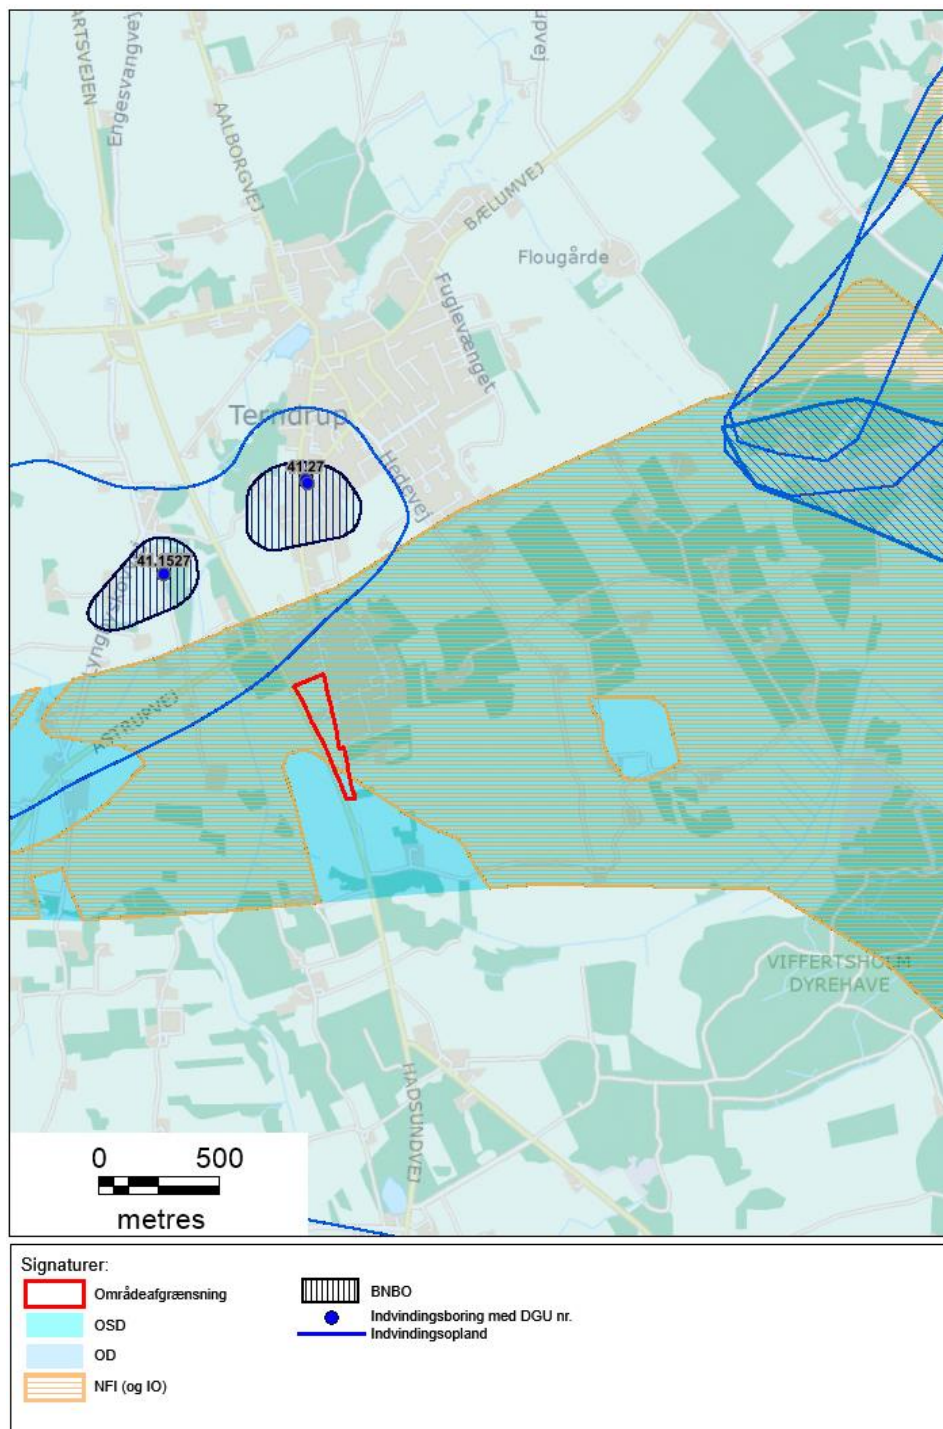 ARTSVEJEN
Engesvangvej
AALBORGVEJ
BÆLUMVEJ
Flougårde
Fuglevænget
Terndrup
Hedevej
41.27
41.1527
ASTRUPVEJ
VIFFERTSHOLM
DYREHAVE
HADSUNDVEJ
0 500
metres
Signaturer:
Områdeafgrænsning
OSD
OD
NFI (og IO)
BNBO
Indvindingsboring med DGU nr.
Indvindingsopland